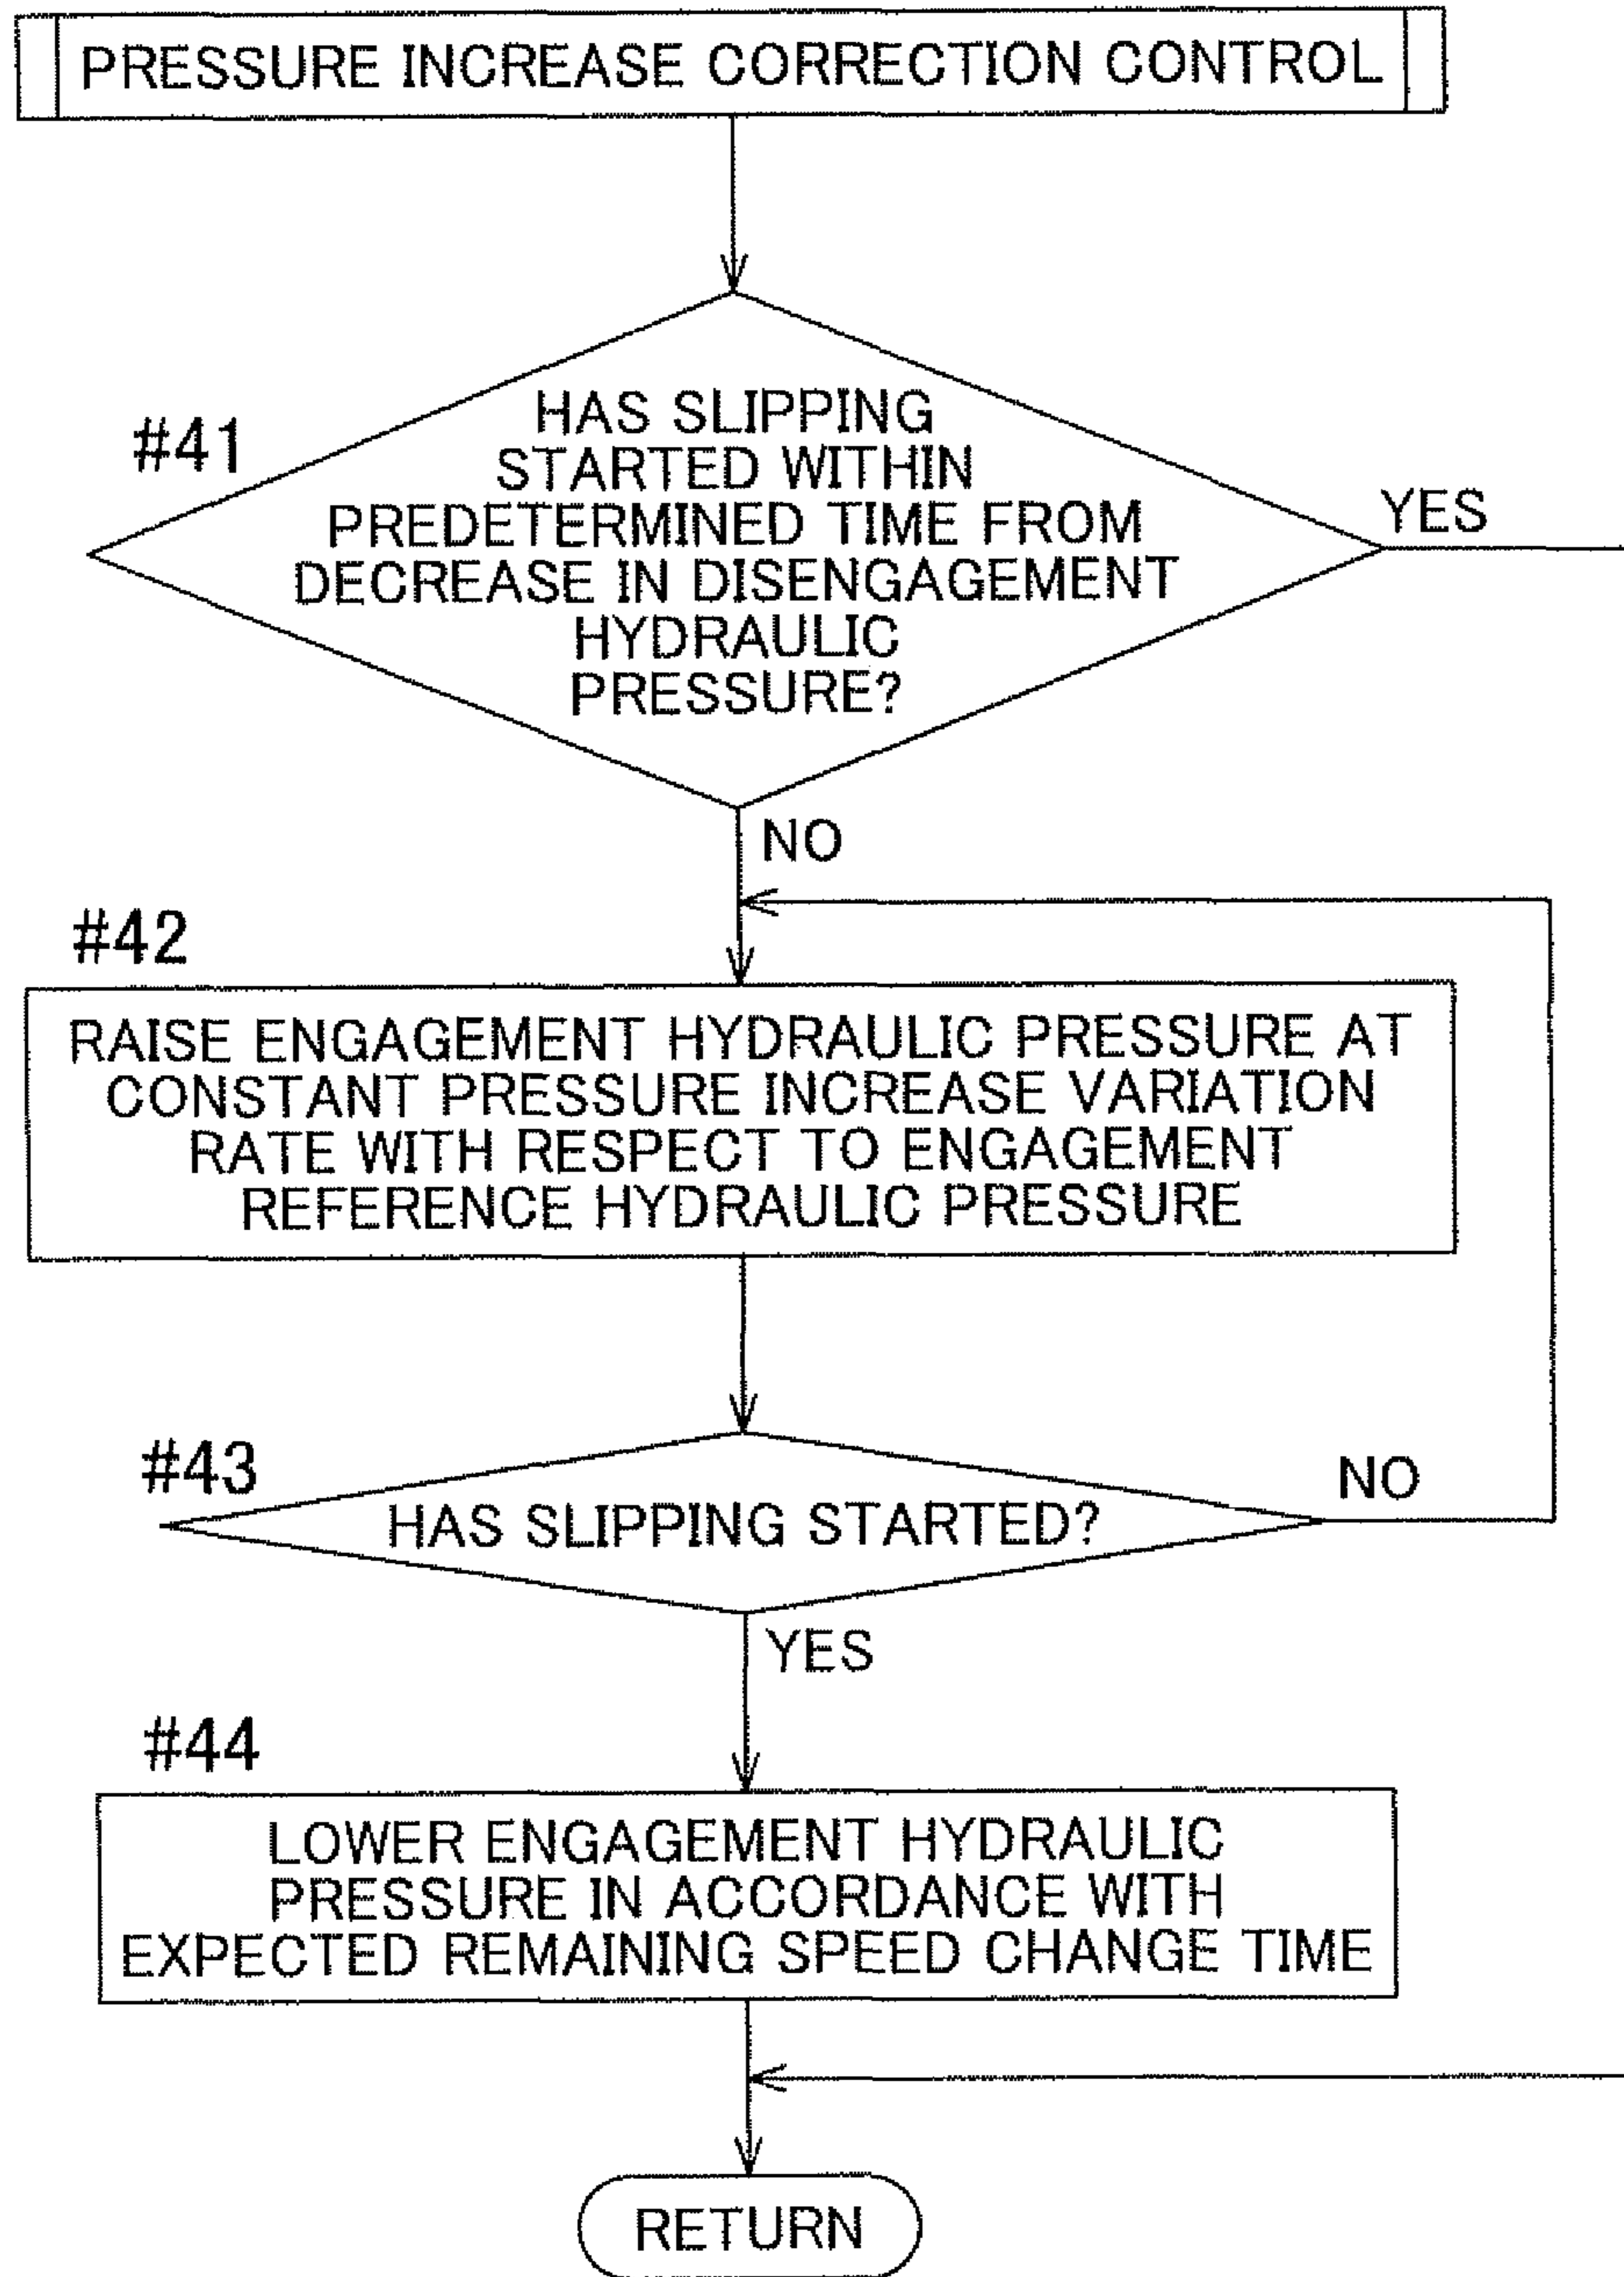 PRESSURE INCREASE CORRECTION CONTROL
#41
HAS SLIPPING
STARTED WITHIN
PREDETERMINED TIME FROM
DECREASE IN DISENGAGEMENT
HYDRAULIC
PRESSURE?
YES
NO
#42
RAISE ENGAGEMENT HYDRAULIC PRESSURE AT
CONSTANT PRESSURE INCREASE VARIATION
RATE WITH RESPECT TO ENGAGEMENT
REFERENCE HYDRAULIC PRESSURE
#43
HAS SLIPPING STARTED?
NO
YES
#44
LOWER ENGAGEMENT HYDRAULIC
PRESSURE IN ACCORDANCE WITH
EXPECTED REMAINING SPEED CHANGE TIME
RETURN